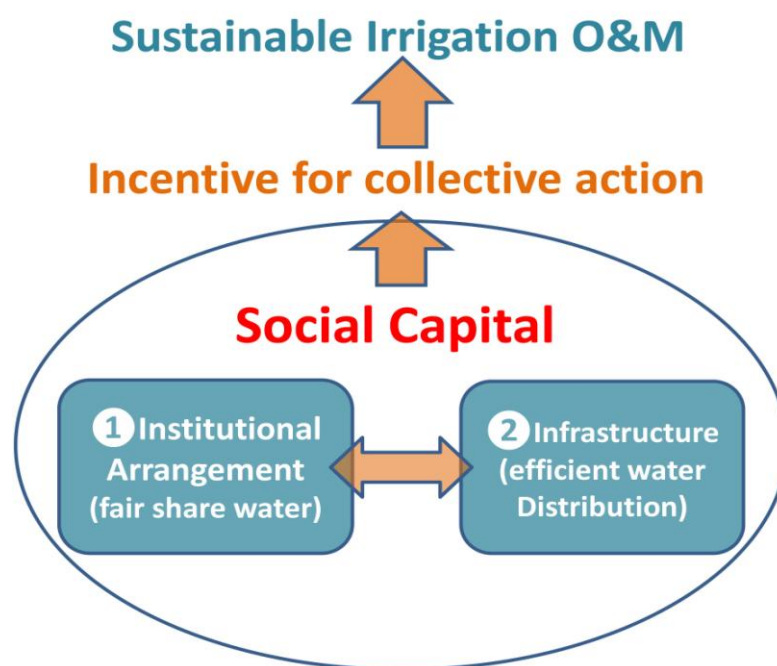 Sustainable Irrigation O&M
Incentive for collective action
Social Capital
1 Institutional
Arrangement
(fair share water)
2 Infrastructure
(efficient water
Distribution)